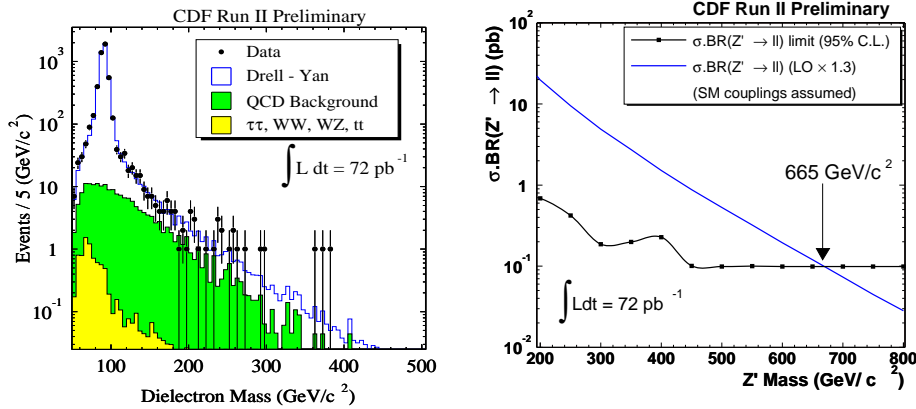 CDF Run II Preliminary
Events / 5 (GeV/c²)
10³
10²
10
1
10⁻¹
Data
Drell - Yan
QCD Background
ττ, WW, WZ, tt
∫L dt = 72 pb⁻¹
100 200 300 400 500
Dielectron Mass (GeV/c²)
CDF Run II Preliminary
σ.BR(Z' → ll) (pb)
10²
10
1
10⁻¹
10⁻²
σ.BR(Z' → ll) limit (95% C.L.)
σ.BR(Z' → ll) (LO × 1.3)
(SM couplings assumed)
665 GeV/c²
∫Ldt = 72 pb⁻¹
200 300 400 500 600 700 800
Z' Mass (GeV/ c²)